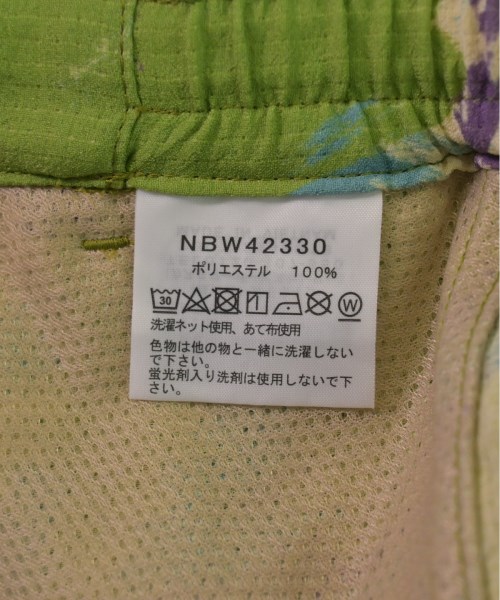 NBW42330
ポリエステル 100%
30
W
洗濯ネット使用、あて布使用
色物は他の物と一緒に洗濯しない
で下さい。
蛍光剤入り洗剤は使用しないで下
さい。